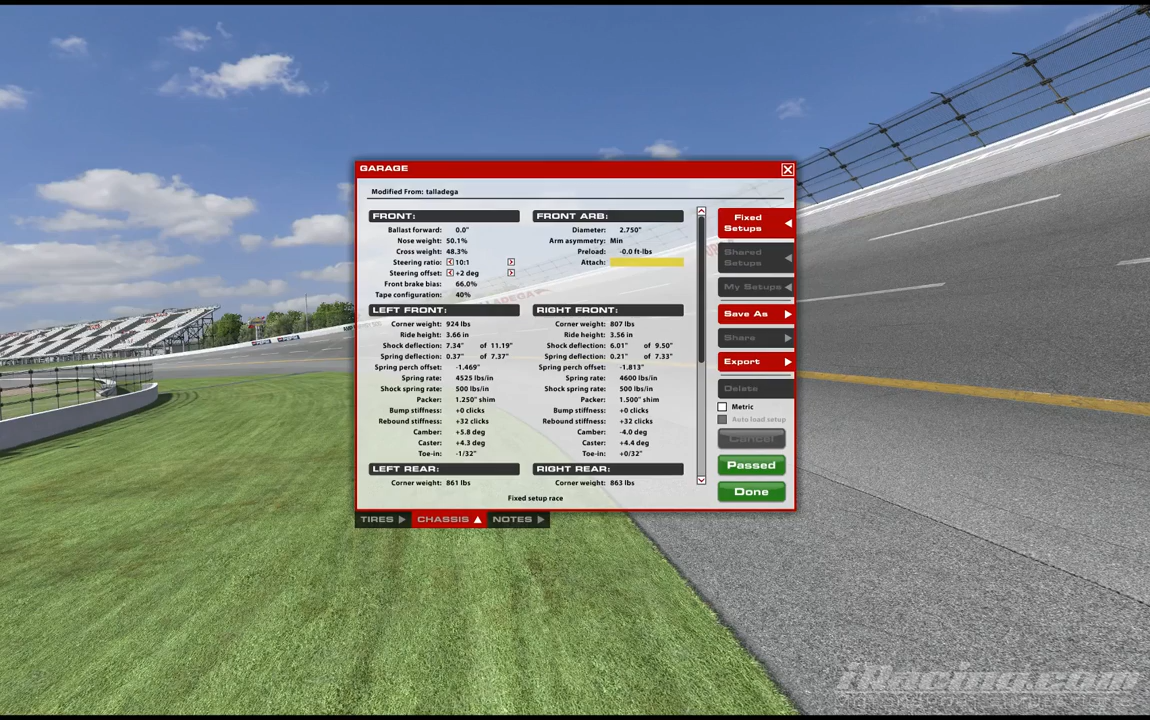 GARAGE
Modified From: talladega
FRONT:
Ballast forward: 0.0"
Nose weight: 50.1%
Cross weight: 48.3%
Steering ratio: 10:1
Steering offset: +2 deg
Front brake bias: 66.0%
Tape configuration: 40%
FRONT ARB:
Diameter: 2.750"
Arm asymmetry: Min
Preload: -0.0 ft-lbs
Attach:
LEFT FRONT:
Corner weight: 924 lbs
Ride height: 3.66 in
Shock deflection: 7.34" of 11.19"
Spring deflection: 0.37" of 7.37"
Spring perch offset: -1.469"
Spring rate: 4525 lbs/in
Shock spring rate: 500 lbs/in
Packer: 1.250" shim
Bump stiffness: +0 clicks
Rebound stiffness: +32 clicks
Camber: +5.8 deg
Caster: +4.3 deg
Toe-in: -1/32"
RIGHT FRONT:
Corner weight: 807 lbs
Ride height: 3.56 in
Shock deflection: 6.01" of 9.50"
Spring deflection: 0.21" of 7.33"
Spring perch offset: -1.813"
Spring rate: 4600 lbs/in
Shock spring rate: 500 lbs/in
Packer: 1.500" shim
Bump stiffness: +0 clicks
Rebound stiffness: +32 clicks
Camber: -4.0 deg
Caster: +4.4 deg
Toe-in: +0/32"
LEFT REAR:
Corner weight: 861 lbs
RIGHT REAR:
Corner weight: 863 lbs
Fixed setup race
Fixed
Setups
Shared
Setups
My Setups
Save As
Share
Export
Delete
Metric
Auto load setup
Cancel
Passed
Done
TIRES
CHASSIS
NOTES
iRacing.com